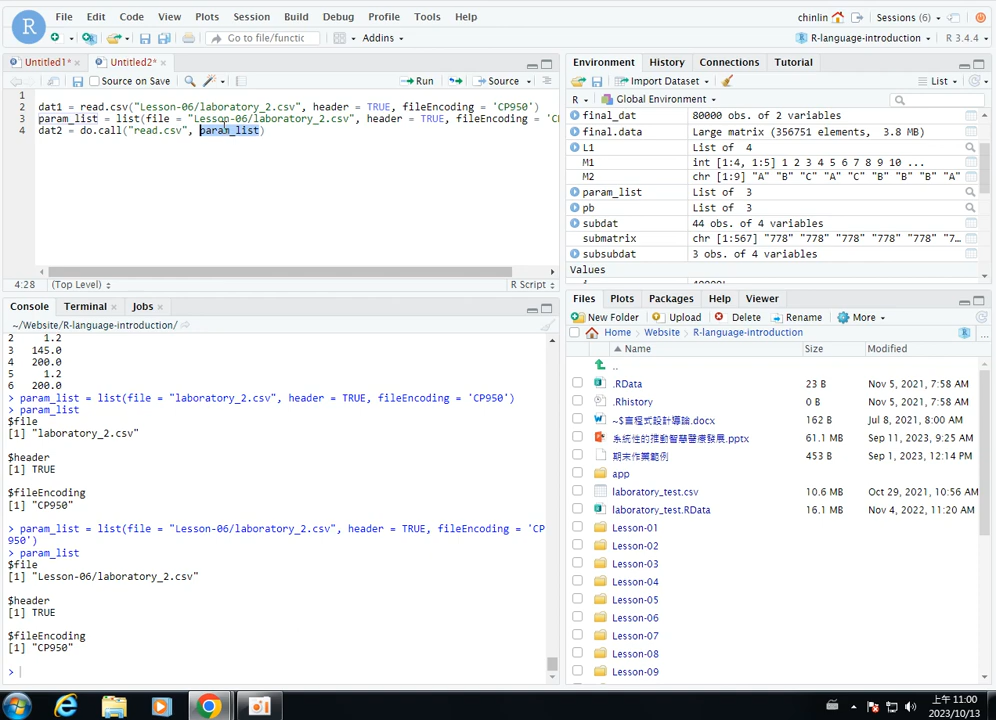 File Edit Code View Plots Session Build Debug Profile Tools Help
chinlin Sessions (6)
Go to file/functic Addins
R-language-introduction R 3.4.4
Untitled1* Untitled2*
Source on Save Run Source
1
2 dat1 = read.csv("Lesson-06/laboratory_2.csv", header = TRUE, fileEncoding = 'CP950')
3 param_list = list(file = "Lesson-06/laboratory_2.csv", header = TRUE, fileEncoding = 'C
4 dat2 = do.call("read.csv", param_list)
4:28 (Top Level) R Script
Console Terminal Jobs
~/Website/R-language-introduction/
2 1.2
3 145.0
4 200.0
5 1.2
6 200.0
> param_list = list(file = "laboratory_2.csv", header = TRUE, fileEncoding = 'CP950')
> param_list
$file
[1] "laboratory_2.csv"
$header
[1] TRUE
$fileEncoding
[1] "CP950"
> param_list = list(file = "Lesson-06/laboratory_2.csv", header = TRUE, fileEncoding = 'CP
950')
> param_list
$file
[1] "Lesson-06/laboratory_2.csv"
$header
[1] TRUE
$fileEncoding
[1] "CP950"
>
Environment History Connections Tutorial
Import Dataset List
R Global Environment
final_dat 80000 obs. of 2 variables
final.data Large matrix (356751 elements, 3.8 MB)
L1 List of 4
M1 int [1:4, 1:5] 1 2 3 4 5 6 7 8 9 10 ...
M2 chr [1:9] "A" "B" "C" "A" "C" "B" "B" "B" "A"
param_list List of 3
pb List of 3
subdat 44 obs. of 4 variables
submatrix chr [1:567] "778" "778" "778" "778" "778" "7…
subsubdat 3 obs. of 4 variables
Values
Files Plots Packages Help Viewer
New Folder Upload Delete Rename More
Home Website R-language-introduction
Name Size Modified
..
.RData 23 B Nov 5, 2021, 7:58 AM
.Rhistory 0 B Nov 5, 2021, 7:58 AM
162 B Jul 8, 2021, 8:00 AM
系統性的推動智慧醫療發展.pptx 61.1 MB Sep 11, 2023, 9:25 AM
期末作業範例 453 B Sep 1, 2023, 12:14 PM
app
laboratory_test.csv 10.6 MB Oct 29, 2021, 10:56 AM
laboratory_test.RData 16.1 MB Nov 4, 2022, 11:20 AM
Lesson-01
Lesson-02
Lesson-03
Lesson-04
Lesson-05
Lesson-06
Lesson-07
Lesson-08
Lesson-09
上午 11:00
2023/10/13